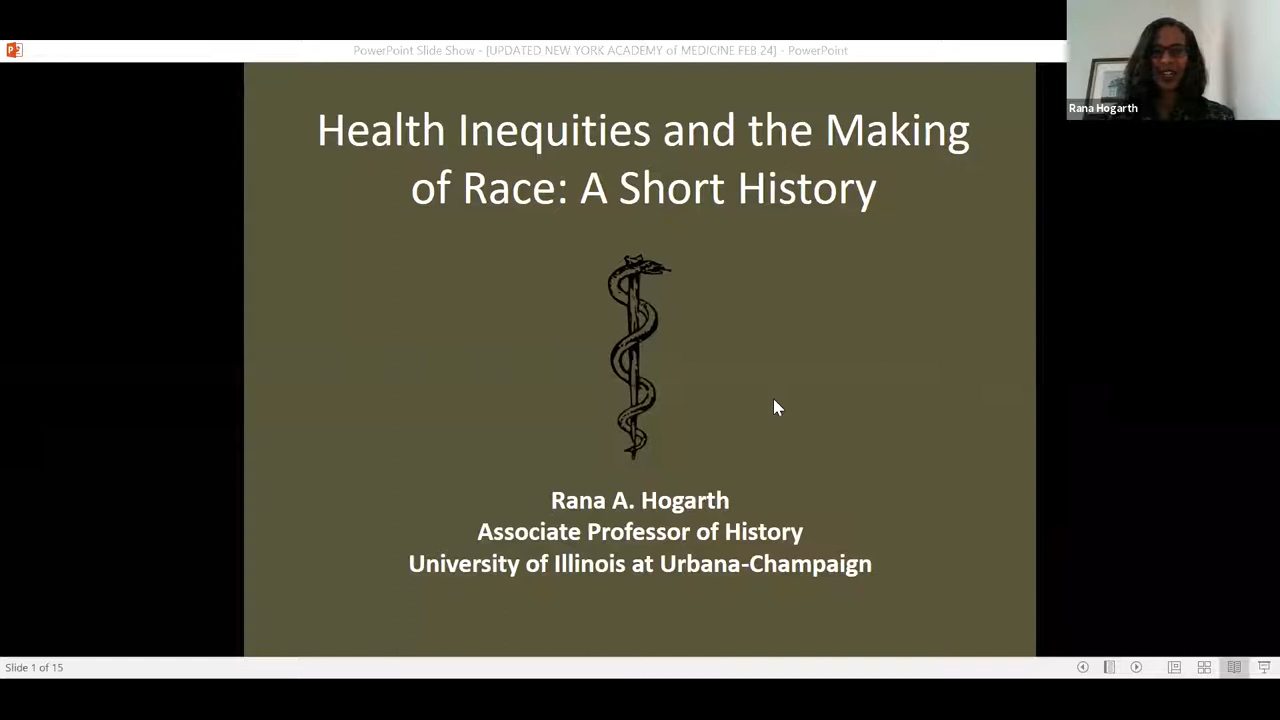 PowerPoint Slide Show - [UPDATED NEW YORK ACADEMY of MEDICINE FEB 24] - PowerPoint
Rana Hogarth
Health Inequities and the Making
of Race: A Short History
Rana A. Hogarth
Associate Professor of History
University of Illinois at Urbana-Champaign
Slide 1 of 15